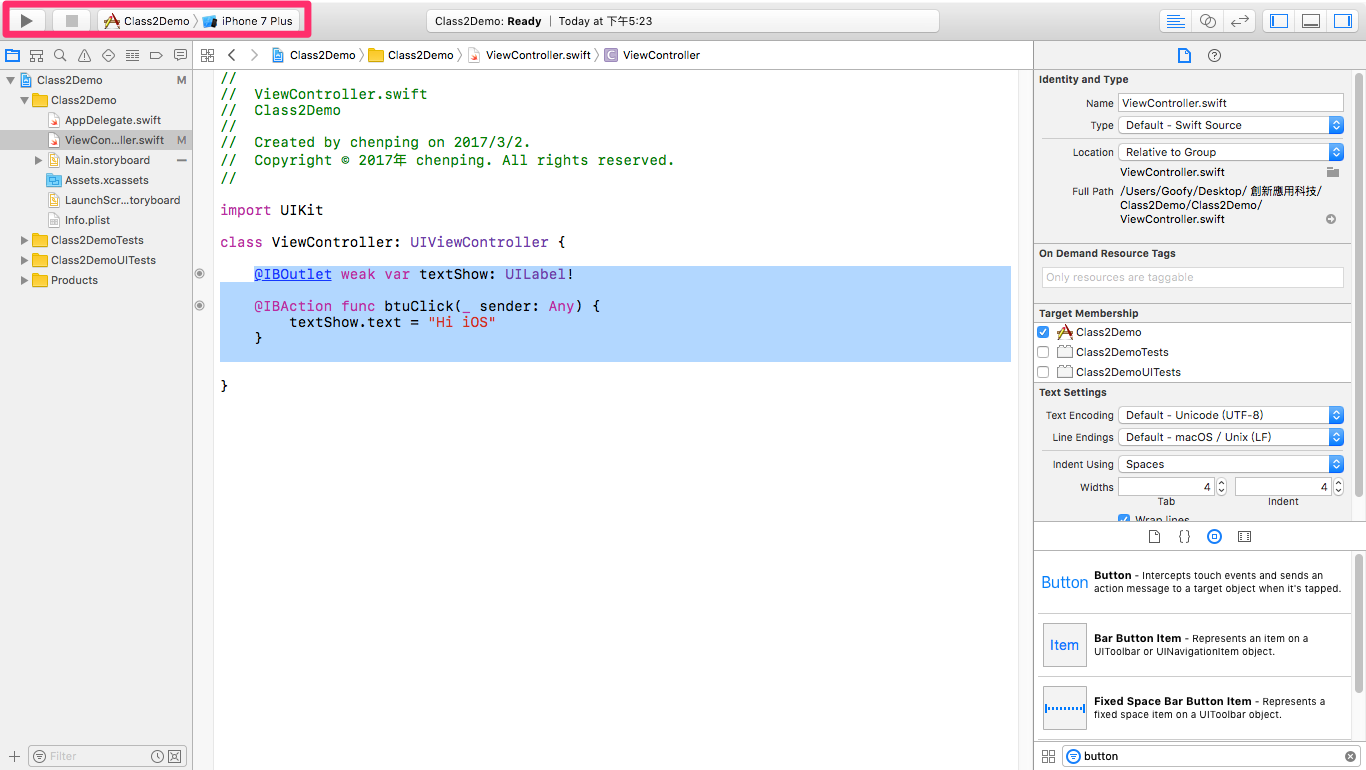 Class2Demo iPhone 7 Plus
Class2Demo: Ready | Today at 下午5:23
Class2Demo Class2Demo ViewController.swift C ViewController
Class2Demo M
Class2Demo
AppDelegate.swift
ViewCon...ller.swift M
Main.storyboard
Assets.xcassets
LaunchScr...toryboard
Info.plist
Class2DemoTests
Class2DemoUITests
Products
Filter
//
// ViewController.swift
// Class2Demo
//
// Created by chenping on 2017/3/2.
// Copyright © 2017年 chenping. All rights reserved.
//
import UIKit
class ViewController: UIViewController {
@IBOutlet weak var textShow: UILabel!
@IBAction func btuClick(_ sender: Any) {
textShow.text = "Hi iOS"
}
}
Identity and Type
Name ViewController.swift
Type Default - Swift Source
Location Relative to Group
ViewController.swift
Full Path /Users/Goofy/Desktop/ 創新應用科技/
Class2Demo/Class2Demo/
ViewController.swift
On Demand Resource Tags
Only resources are taggable
Target Membership
Class2Demo
Class2DemoTests
Class2DemoUITests
Text Settings
Text Encoding Default - Unicode (UTF-8)
Line Endings Default - macOS / Unix (LF)
Indent Using Spaces
Widths 4 4
Tab Indent
Wrap lines
{}
Button Button - Intercepts touch events and sends an
action message to a target object when it's tapped.
Item Bar Button Item - Represents an item on a
UIToolbar or UINavigationItem object.
Fixed Space Bar Button Item - Represents a
fixed space item on a UIToolbar object.
button